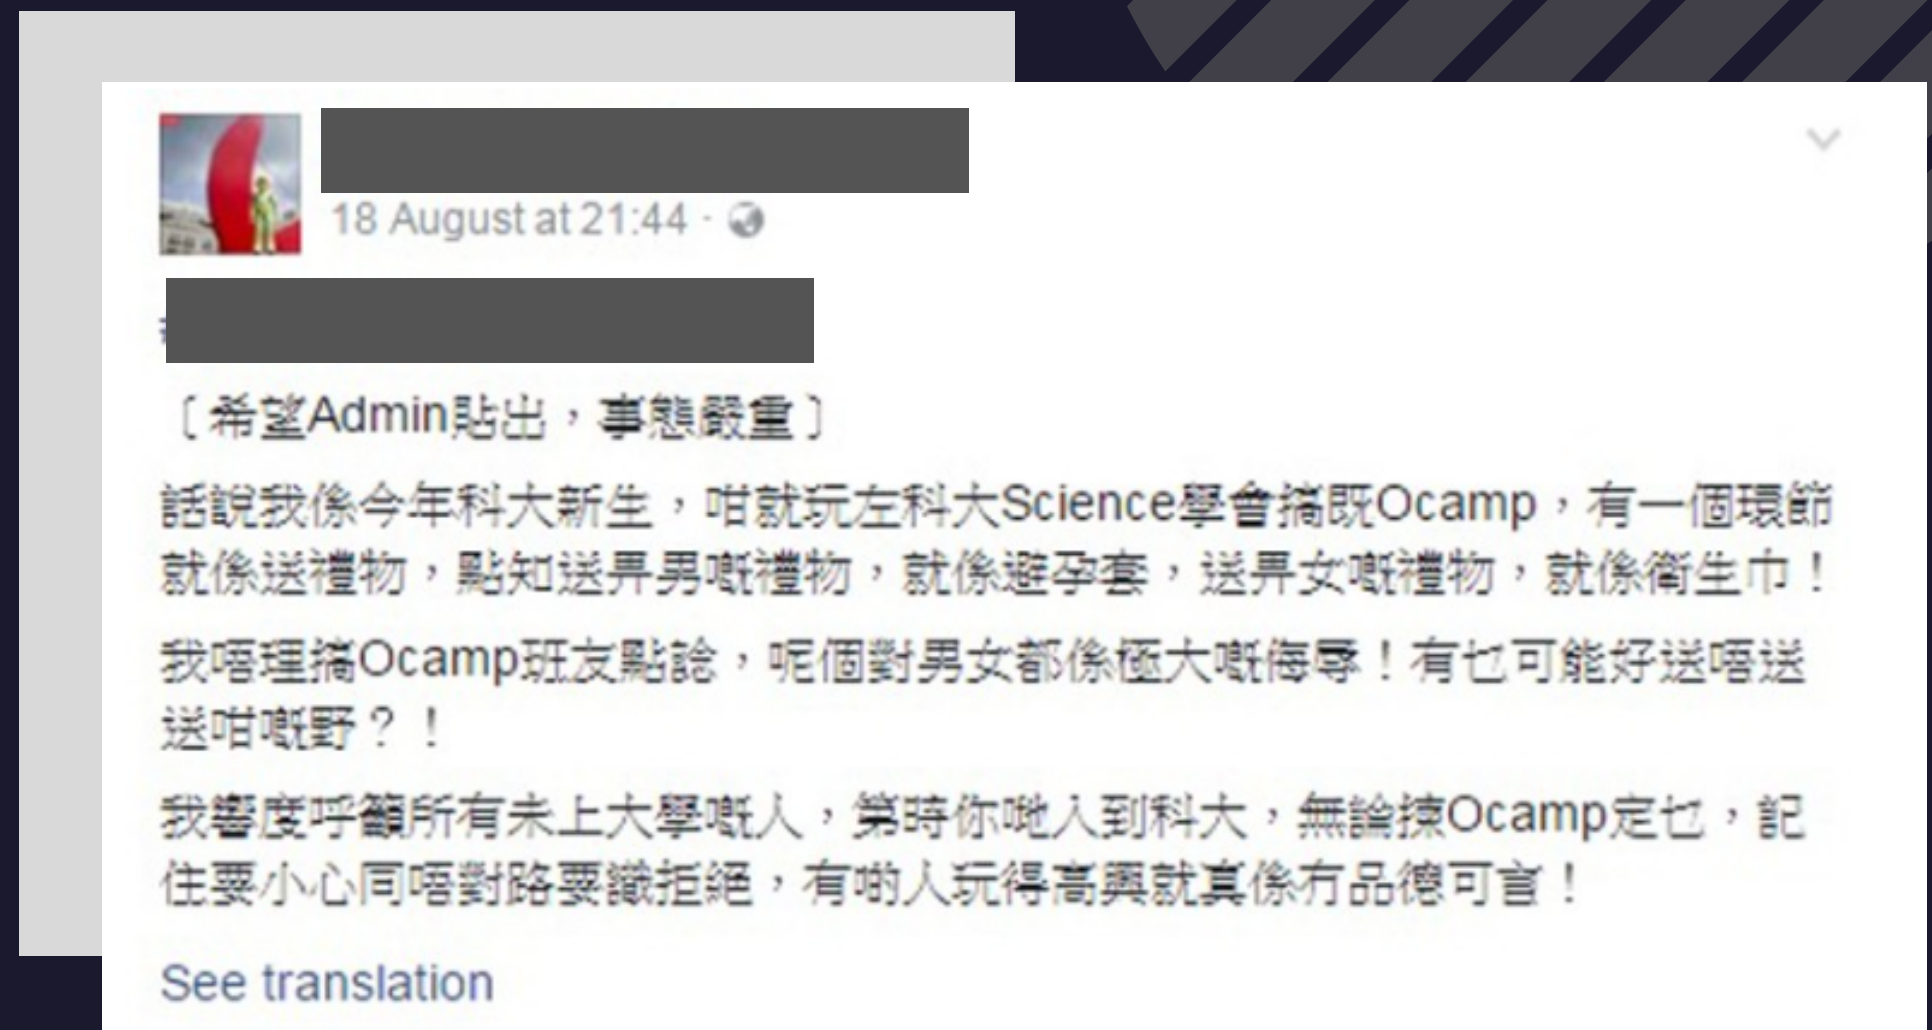 18 August at 21:44 ·
〔希望Admin貼出，事態嚴重〕
話說我係今年科大新生，咁就玩左科大Science學會搞既Ocamp，有一個環節
就係送禮物，點知送畀男嘅禮物，就係避孕套，送畀女嘅禮物，就係衛生巾！
我唔理搞Ocamp班友點諗，呢個對男女都係極大嘅侮辱！有乜可能好送唔送
送咁嘅野？！
我響度呼籲所有未上大學嘅人，第時你哋入到科大，無論揀Ocamp定乜，記
住要小心同唔對路要識拒絕，有啲人玩得高興就真係冇品德可言！
See translation